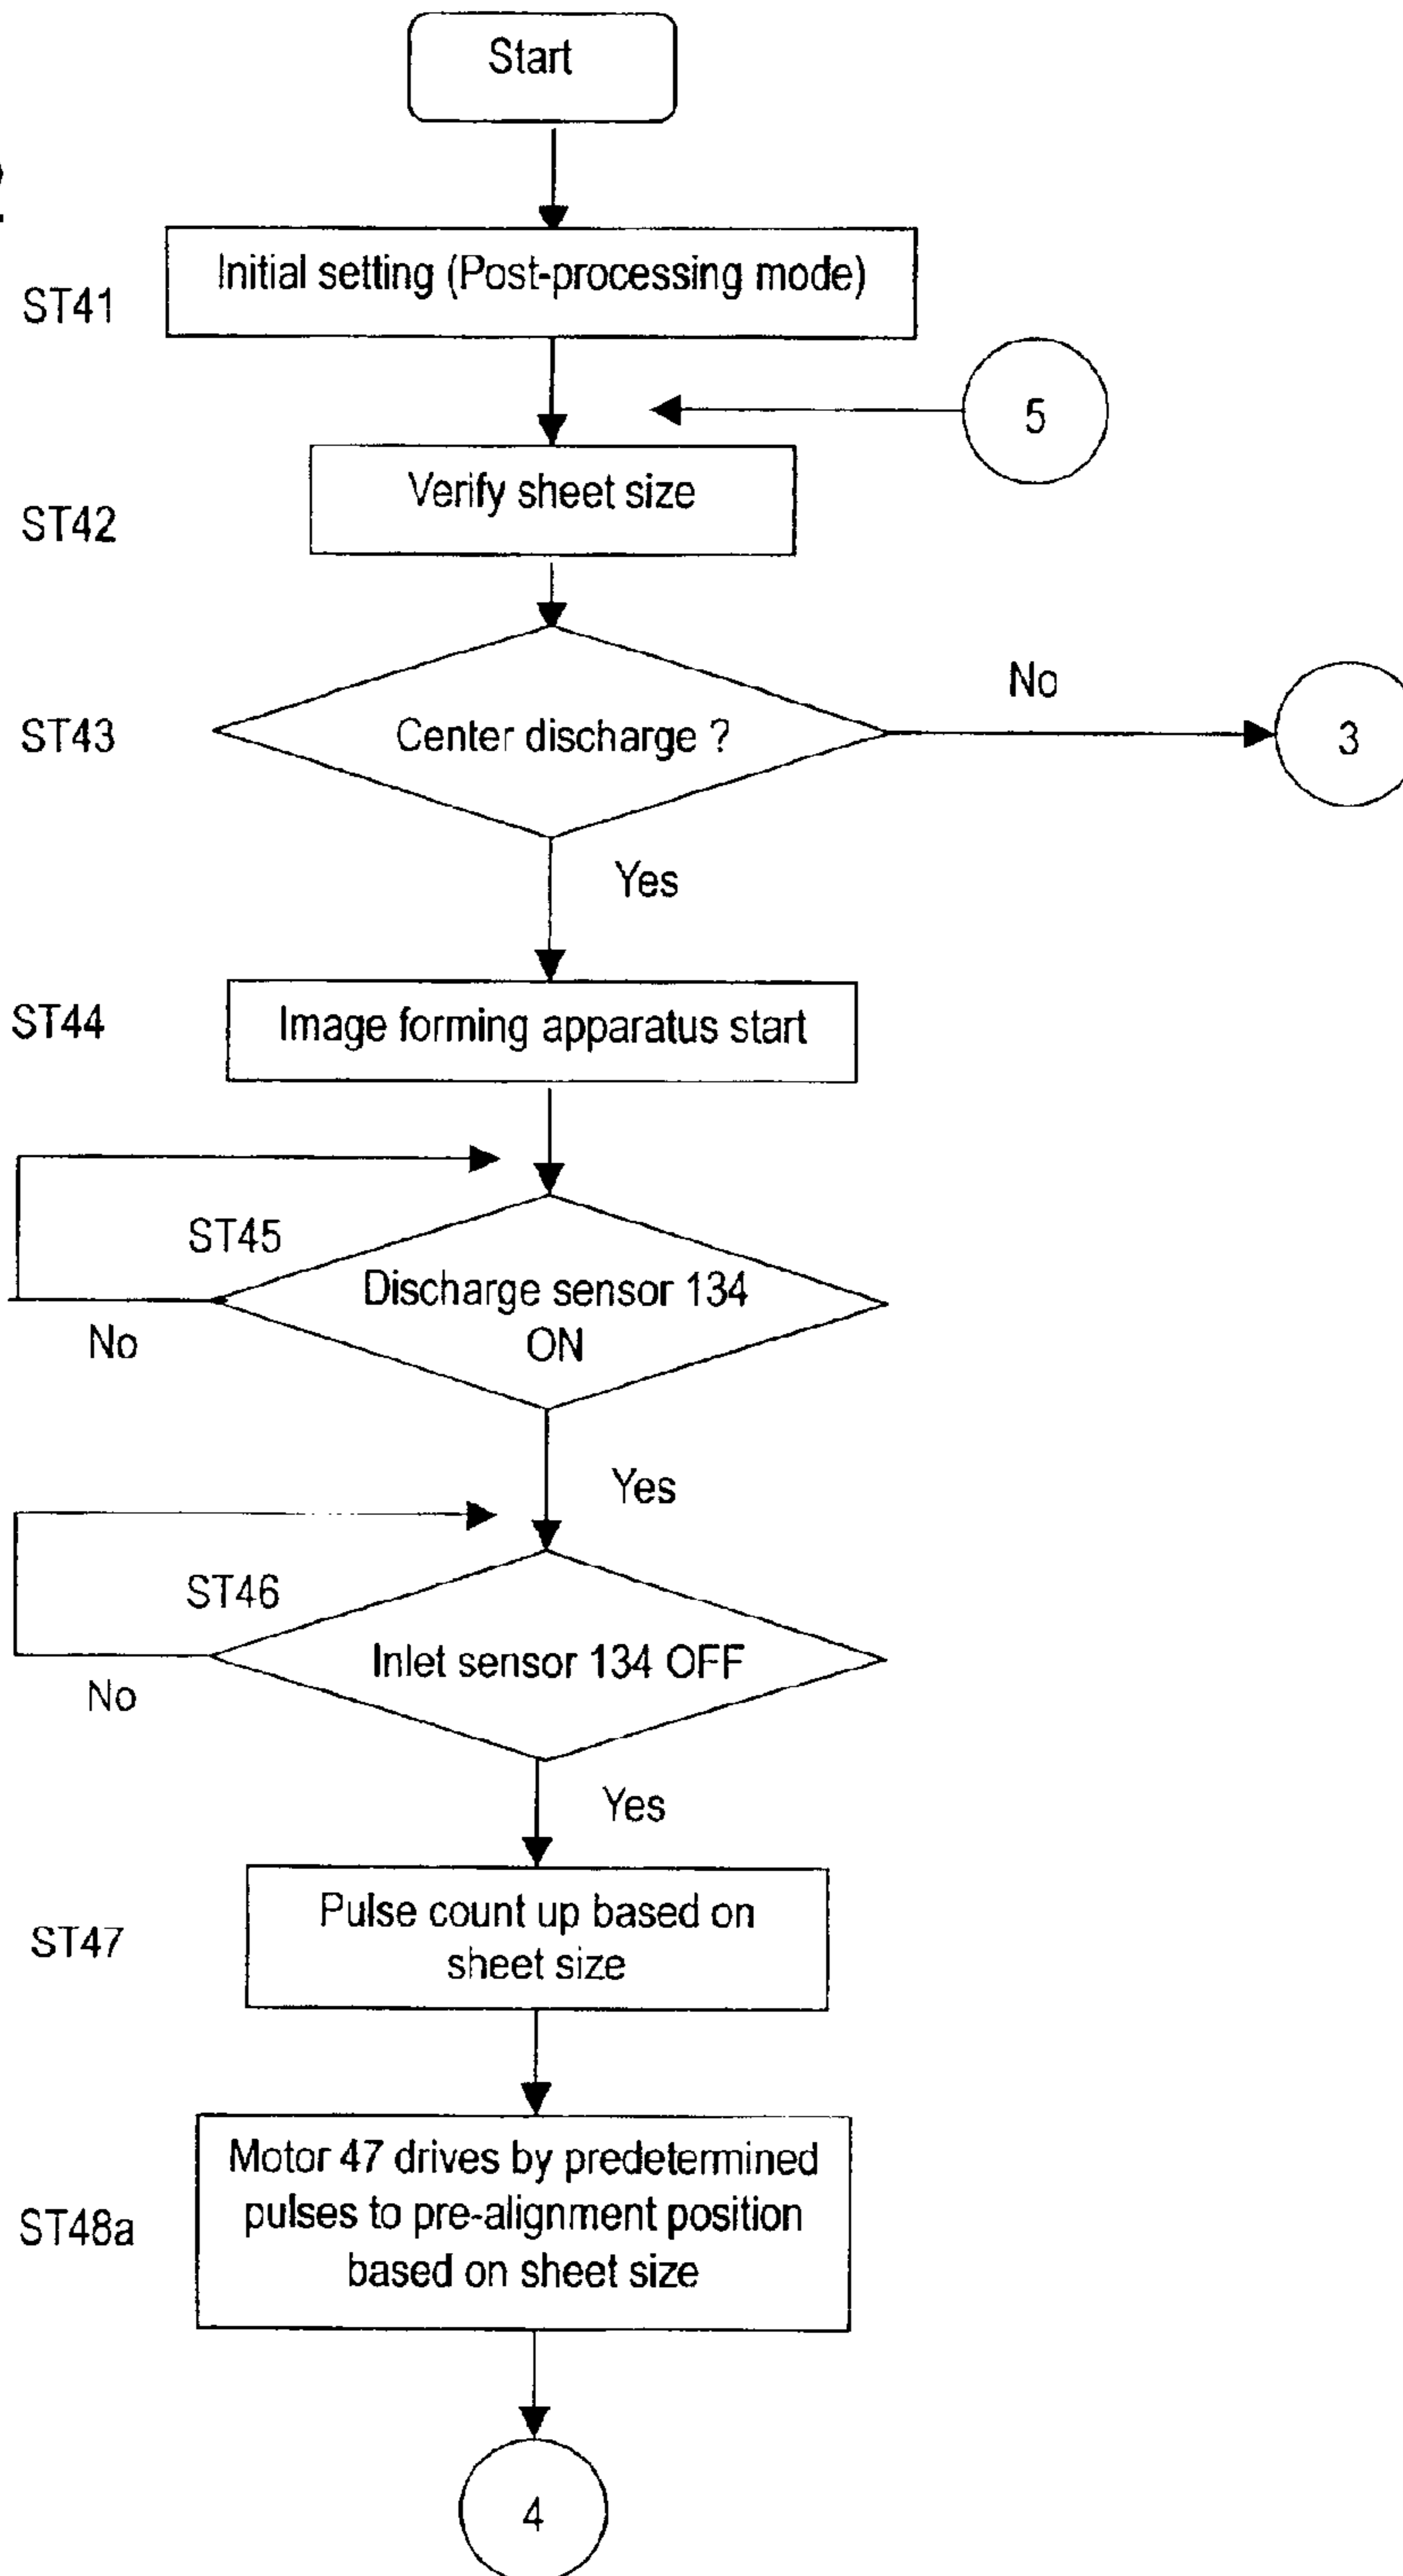 Start
ST41
Initial setting (Post-processing mode)
5
ST42
Verify sheet size
ST43
Center discharge ?
No
3
Yes
ST44
Image forming apparatus start
ST45
Discharge sensor 134
ON
No
Yes
ST46
Inlet sensor 134 OFF
No
Yes
ST47
Pulse count up based on
sheet size
ST48a
Motor 47 drives by predetermined
pulses to pre-alignment position
based on sheet size
4